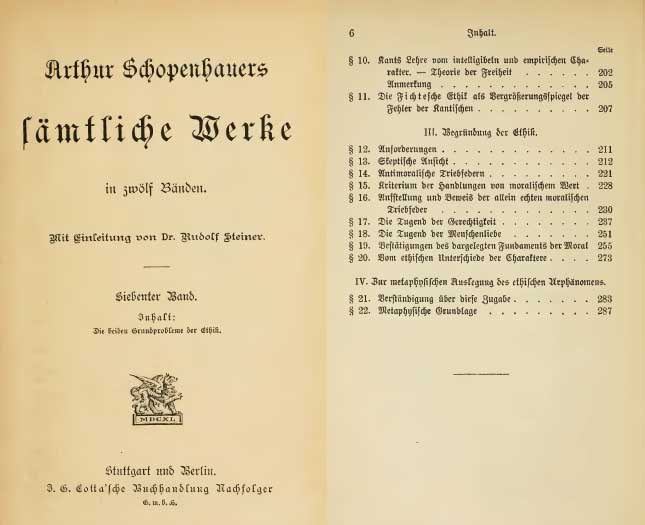 Arthur Schopenhauers
sämtliche Werke
in zwölf Bänden.
Mit Einleitung von Dr. Rudolf Steiner.
Siebenter Band.
Inhalt:
Die beiden Grundprobleme der Ethik.
MDCXL
Stuttgart und Berlin.
J. G. Cotta'sche Buchhandlung Nachfolger
G. m. b. H.
6 Inhalt.
Seite
§ 10. Kants Lehre vom intelligibeln und empirischen Cha-
rakter. — Theorie der Freiheit . . . . . . 202
Anmerkung . . . . . . . . . . . 205
§ 11. Die Fichtesche Ethik als Vergrößerungsspiegel der
Fehler der Kantischen . . . . . . . . 207
III. Begründung der Ethik.
§ 12. Anforderungen . . . . . . . . . . . . . 211
§ 13. Skeptische Ansicht . . . . . . . . . . . . 212
§ 14. Antimoralische Triebfedern . . . . . . . . . 221
§ 15. Kriterium der Handlungen von moralischem Wert . 228
§ 16. Aufstellung und Beweis der allein echten moralischen
Triebfeder . . . . . . . . . . . . 230
§ 17. Die Tugend der Gerechtigkeit . . . . . . . . 237
§ 18. Die Tugend der Menschenliebe . . . . . . . 251
§ 19. Bestätigungen des dargelegten Fundaments der Moral 255
§ 20. Vom ethischen Unterschiede der Charaktere . . . . 273
IV. Zur metaphysischen Auslegung des ethischen Urphänomens.
§ 21. Verständigung über diese Zugabe . . . . . . . 283
§ 22. Metaphysische Grundlage . . . . . . . . . 287